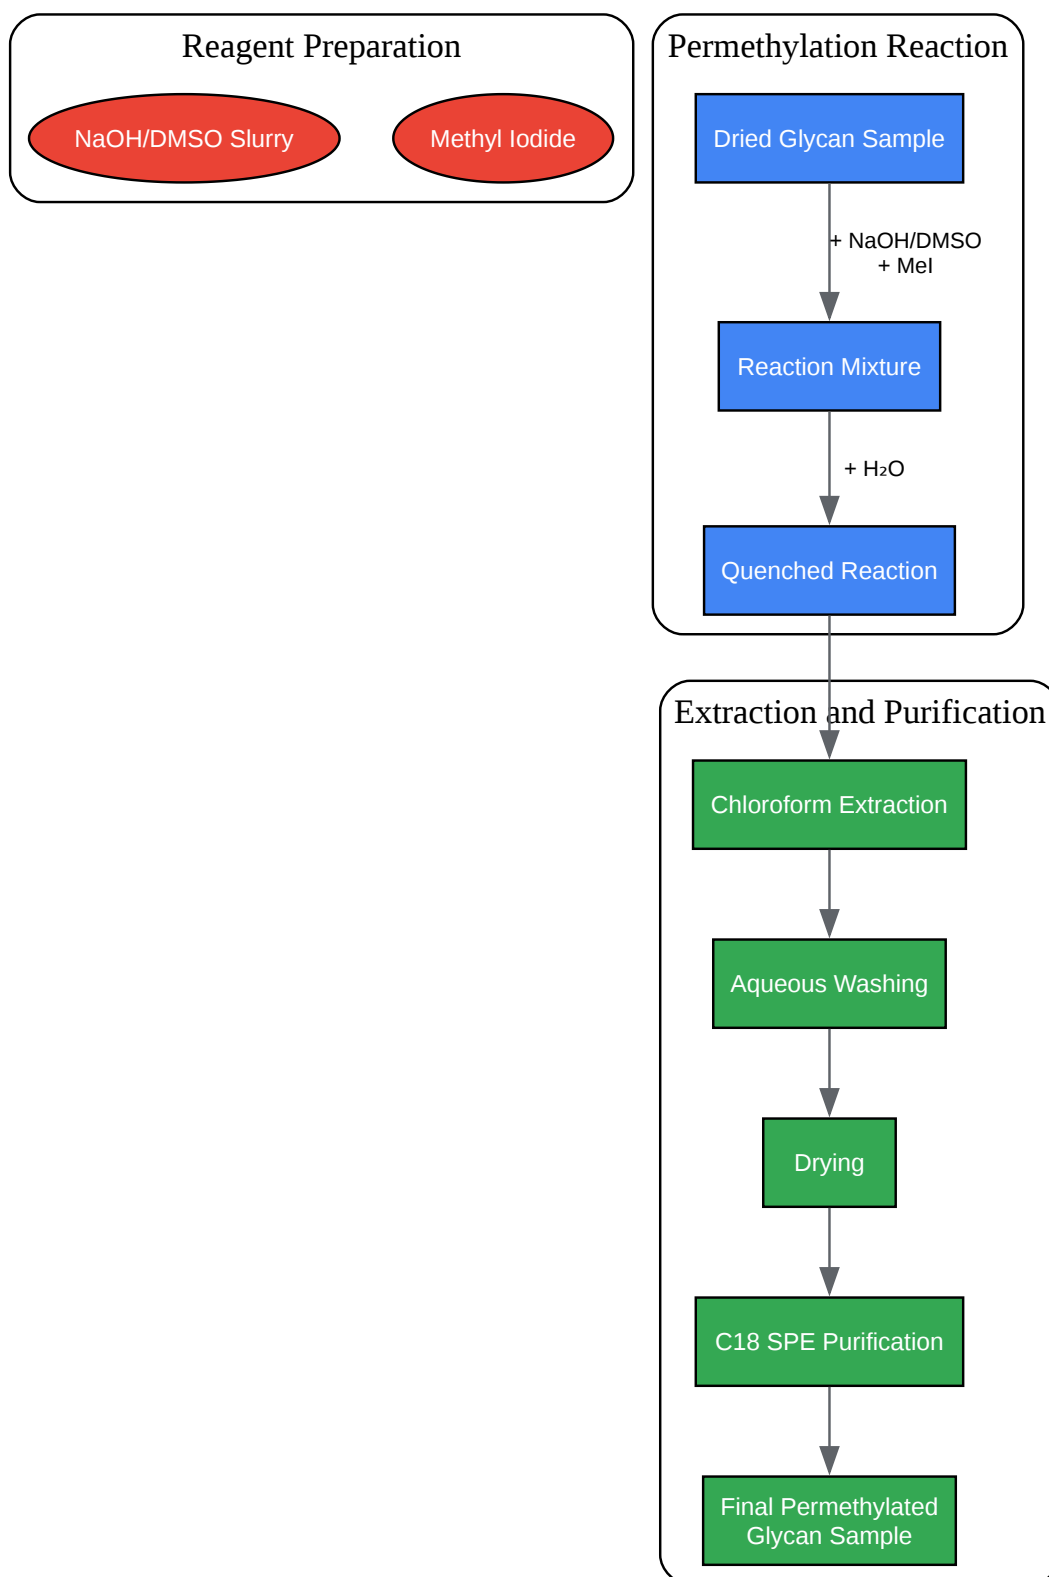 Reagent Preparation
NaOH/DMSO Slurry
Methyl Iodide
Permethylation Reaction
Dried Glycan Sample
+ NaOH/DMSO
+ MeI
Reaction Mixture
+ H₂O
Quenched Reaction
Extraction and Purification
Chloroform Extraction
Aqueous Washing
Drying
C18 SPE Purification
Final Permethylated
Glycan Sample